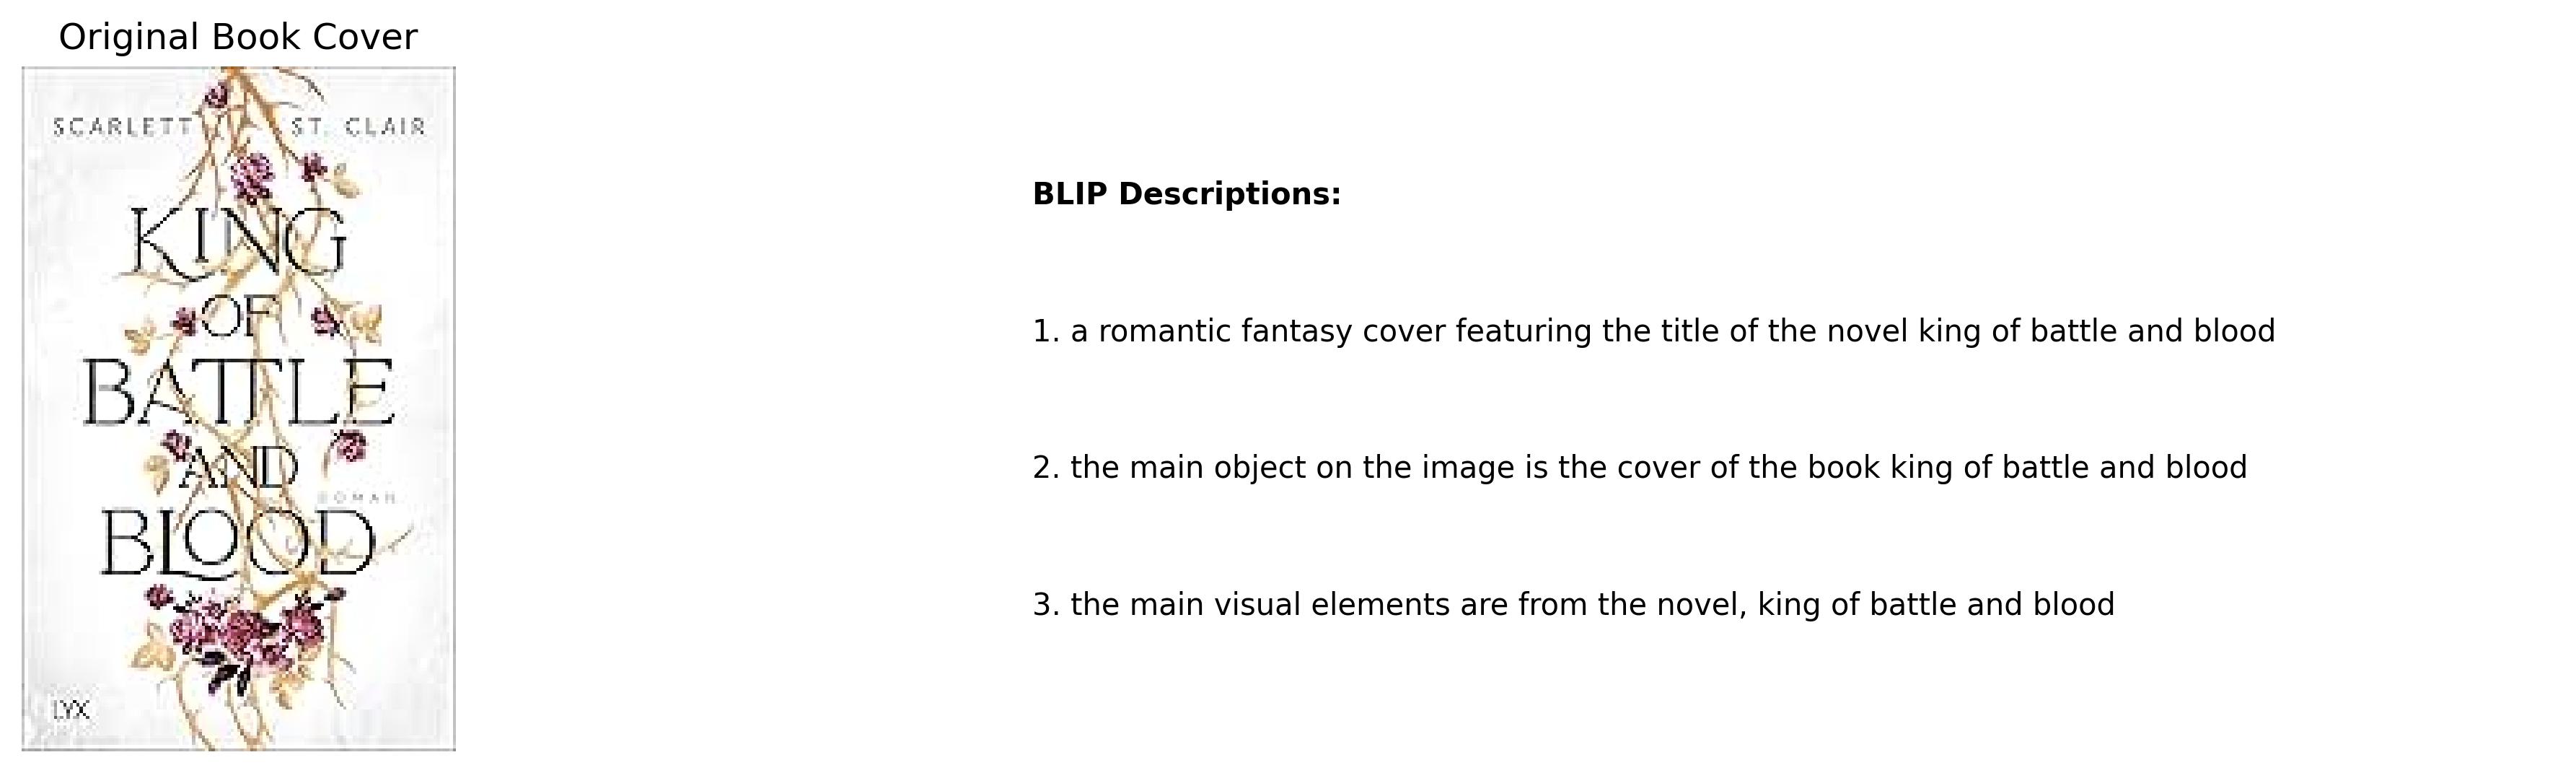 Original Book Cover
SCARLETT ST. CLAIR
KING
OF
BATTLE
AND
ROMAN
BLOOD
LYX
BLIP Descriptions:
1. a romantic fantasy cover featuring the title of the novel king of battle and blood
2. the main object on the image is the cover of the book king of battle and blood
3. the main visual elements are from the novel, king of battle and blood